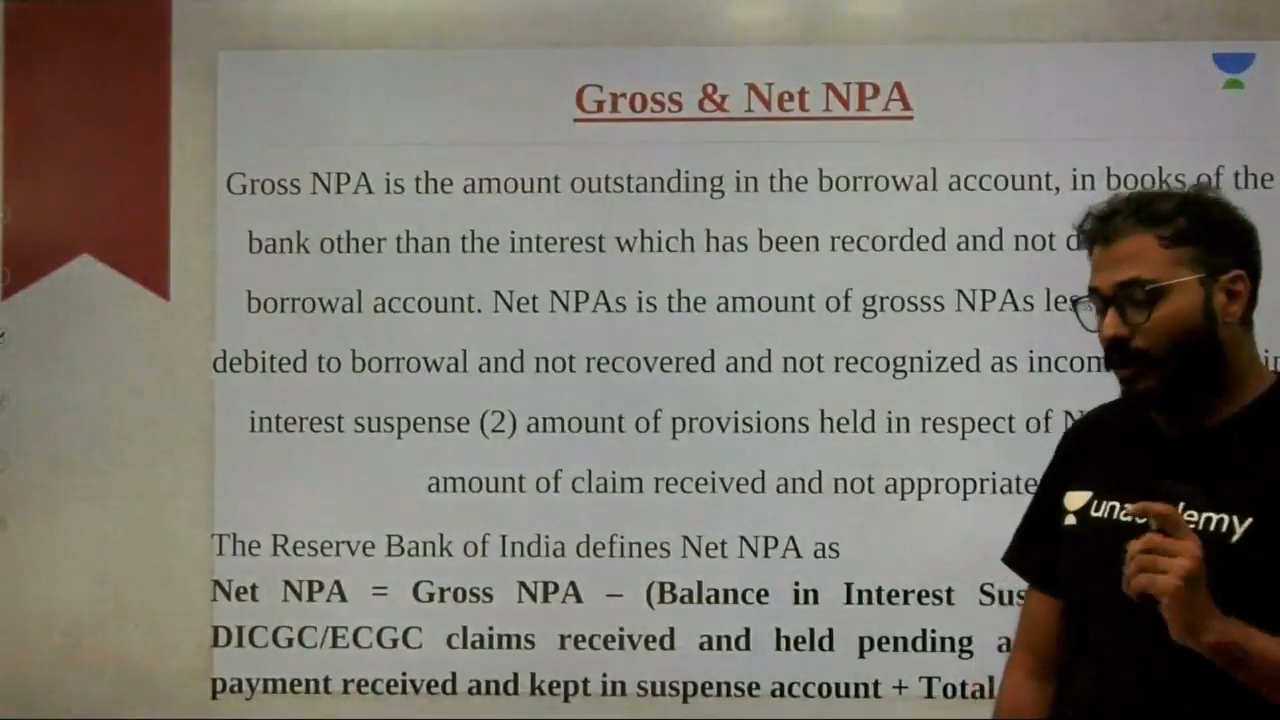 Gross & Net NPA
Gross NPA is the amount outstanding in the borrowal account, in books of the
bank other than the interest which has been recorded and not
borrowal account. Net NPAs is the amount of grosss NPAs
debited to borrowal and not recovered and not recognized as
interest suspense (2) amount of provisions held in respect of
amount of claim received and not
The Reserve Bank of India defines Net NPA as
Net NPA = Gross NPA – (Balance in Interest
DICGC/ECGC claims received and held pending
payment received and kept in suspense account + Total
unacademy